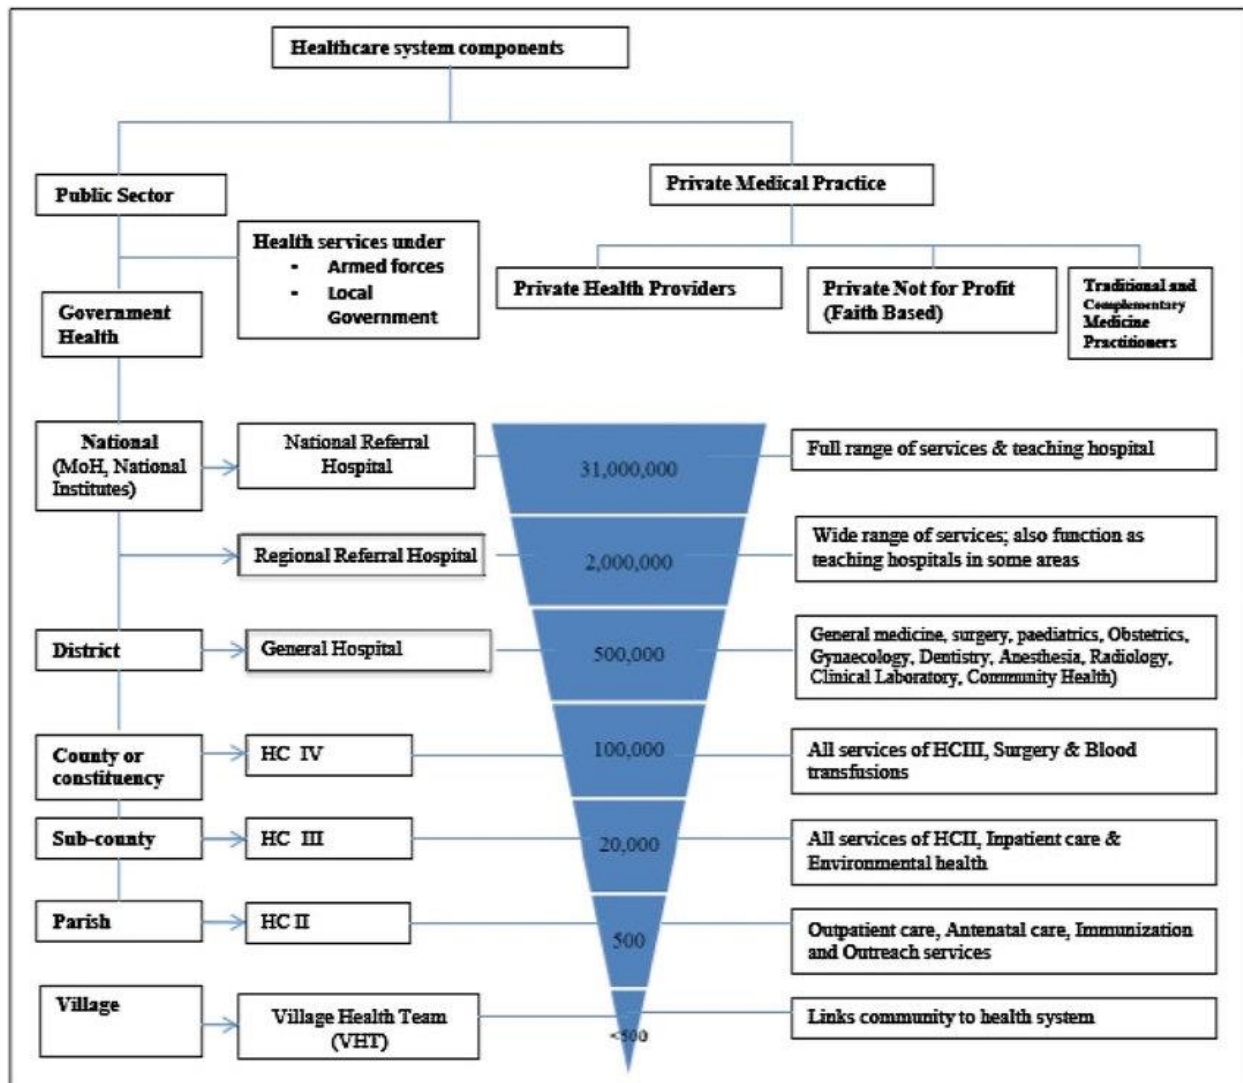 Healthcare system components
Public Sector
Private Medical Practice
Health services under
- Armed forces
- Local
Government
Private Health Providers
Private Not for Profit
(Faith Based)
Traditional and
Complementary
Medicine
Practitioners
Government
Health
National
(MoH, National
Institutes)
National Referral
Hospital
31,000,000
Full range of services & teaching hospital
Regional Referral Hospital
2,000,000
Wide range of services; also function as
teaching hospitals in some areas
District
General Hospital
500,000
General medicine, surgery, paediatrics, Obstetrics,
Gynaecology, Dentistry, Anesthesia, Radiology,
Clinical Laboratory, Community Health)
County or
constituency
HC IV
100,000
All services of HCIII, Surgery & Blood
transfusions
Sub-county
HC III
20,000
All services of HCII, Inpatient care &
Environmental health
Parish
HC II
500
Outpatient care, Antenatal care, Immunization
and Outreach services
Village
Village Health Team
(VHT)
<500
Links community to health system